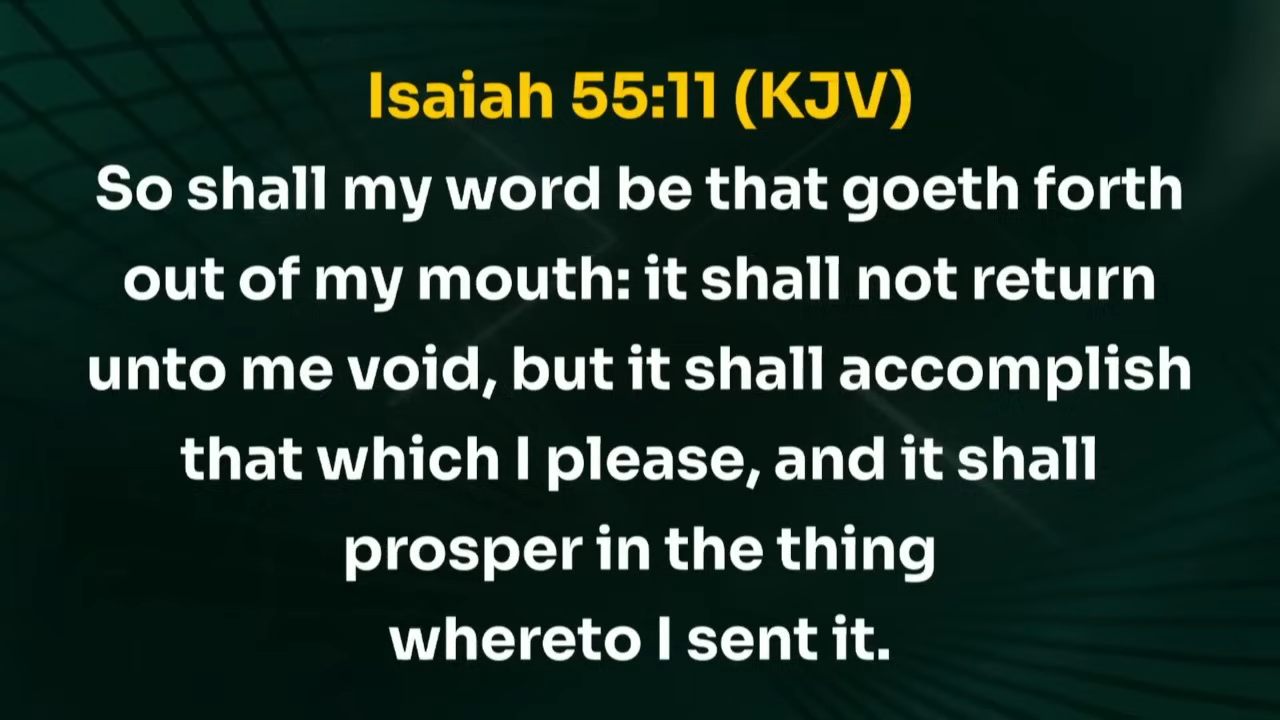 Isaiah 55:11 (KJV)
So shall my word be that goeth forth
out of my mouth: it shall not return
unto me void, but it shall accomplish
that which I please, and it shall
prosper in the thing
whereto I sent it.